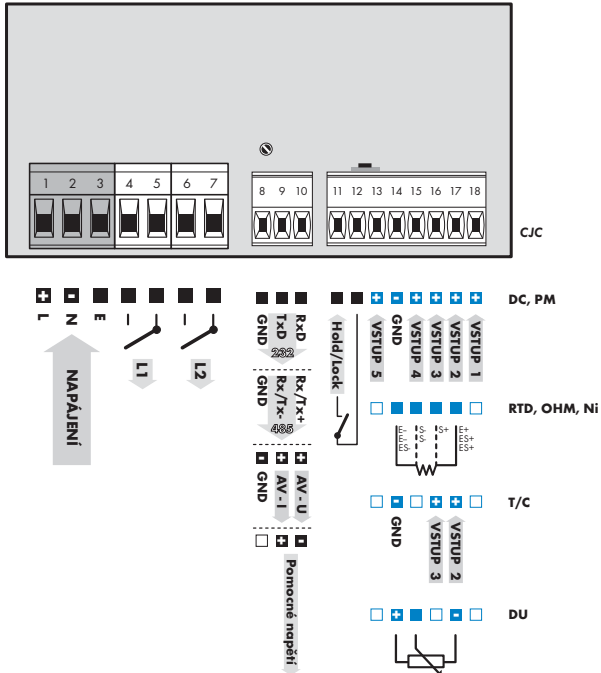 1 2 3 4 5 6 7 8 9 10 11 12 13 14 15 16 17 18
CJC
DC, PM
L
N
E
NAPÁJENÍ
L1
L2
GND
TxD
RxD
232
GND
Rx/Tx-
Rx/Tx+
485
GND
AV - I
AV - U
Pomocné napětí
Hold/Lock
VSTUP 5
GND
VSTUP 4
VSTUP 3
VSTUP 2
VSTUP 1
RTD, OHM, Ni
E- S- S+ E+
E- S- ES+
ES- ES+
T/C
GND
VSTUP 3
VSTUP 2
DU